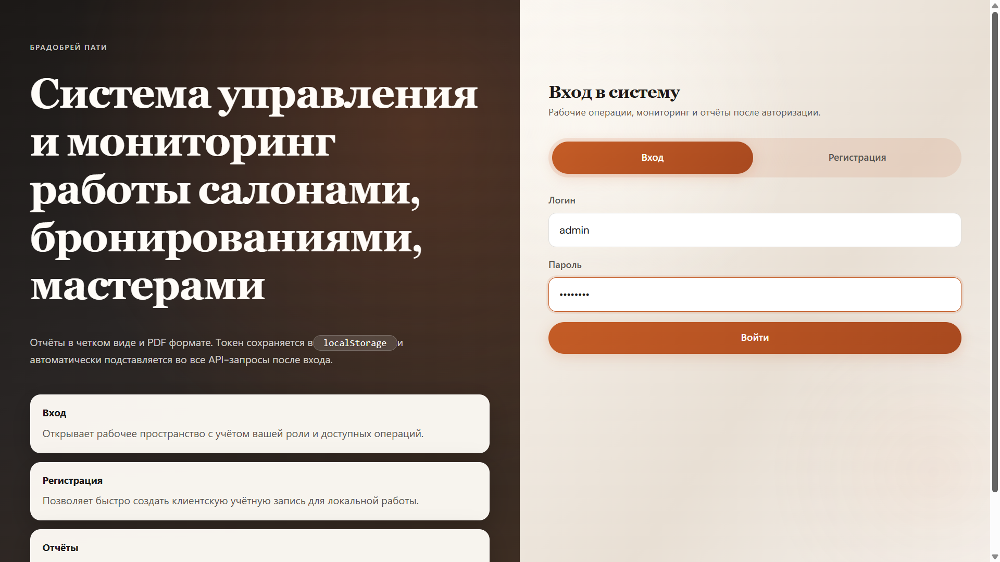 БРАДОБРЕЙ ПАТИ
Система управления
и мониторинг
работы салонами,
бронированиями,
мастерами
Отчёты в четком виде и PDF формате. Токен сохраняется в localStorage и
автоматически подставляется во все API-запросы после входа.
Вход
Открывает рабочее пространство с учётом вашей роли и доступных операций.
Регистрация
Позволяет быстро создать клиентскую учётную запись для локальной работы.
Отчёты
Вход в систему
Рабочие операции, мониторинг и отчёты после авторизации.
Вход
Регистрация
Логин
admin
Пароль
••••••••
Войти